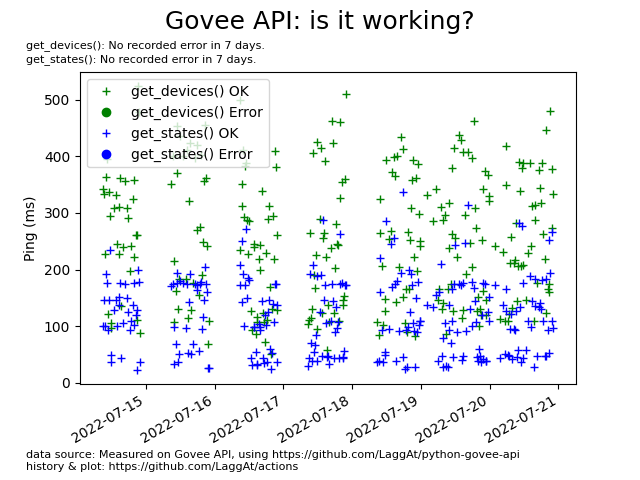 Govee API: is it working?
get_devices(): No recorded error in 7 days.
get_states(): No recorded error in 7 days.
get_devices() OK
get_devices() Error
get_states() OK
get_states() Error
Ping (ms)
500
400
300
200
100
0
2022-07-15
2022-07-16
2022-07-17
2022-07-18
2022-07-19
2022-07-20
2022-07-21
data source: Measured on Govee API, using https://github.com/LaggAt/python-govee-api
history & plot: https://github.com/LaggAt/actions